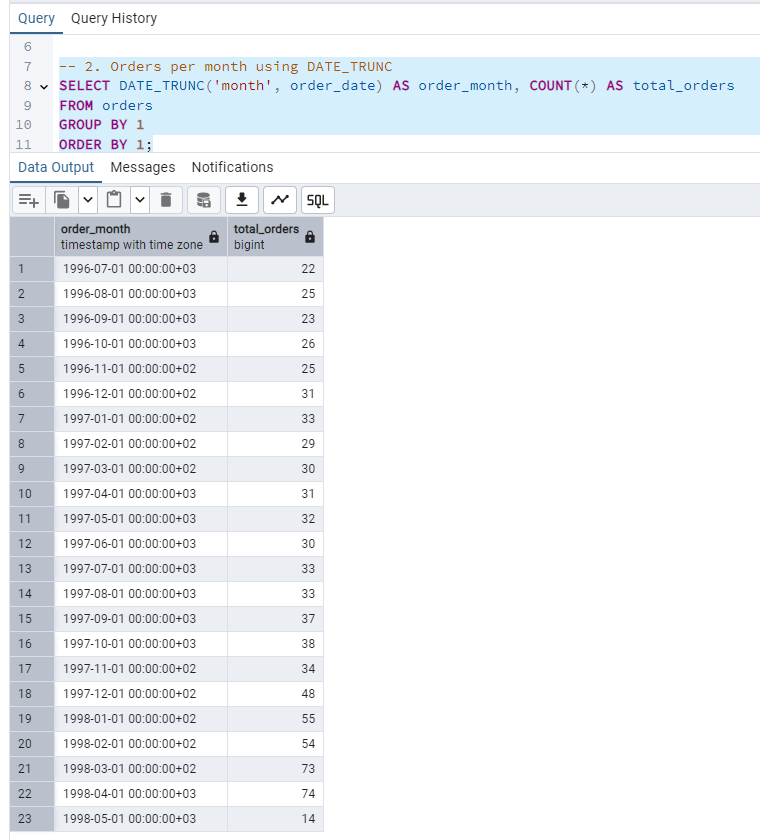 Query Query History
6
7 -- 2. Orders per month using DATE_TRUNC
8 SELECT DATE_TRUNC('month', order_date) AS order_month, COUNT(*) AS total_orders
9 FROM orders
10 GROUP BY 1
11 ORDER BY 1;
Data Output Messages Notifications
SQL
order_month total_orders
timestamp with time zone bigint
1 1996-07-01 00:00:00+03 22
2 1996-08-01 00:00:00+03 25
3 1996-09-01 00:00:00+03 23
4 1996-10-01 00:00:00+03 26
5 1996-11-01 00:00:00+02 25
6 1996-12-01 00:00:00+02 31
7 1997-01-01 00:00:00+02 33
8 1997-02-01 00:00:00+02 29
9 1997-03-01 00:00:00+02 30
10 1997-04-01 00:00:00+03 31
11 1997-05-01 00:00:00+03 32
12 1997-06-01 00:00:00+03 30
13 1997-07-01 00:00:00+03 33
14 1997-08-01 00:00:00+03 33
15 1997-09-01 00:00:00+03 37
16 1997-10-01 00:00:00+03 38
17 1997-11-01 00:00:00+02 34
18 1997-12-01 00:00:00+02 48
19 1998-01-01 00:00:00+02 55
20 1998-02-01 00:00:00+02 54
21 1998-03-01 00:00:00+02 73
22 1998-04-01 00:00:00+03 74
23 1998-05-01 00:00:00+03 14